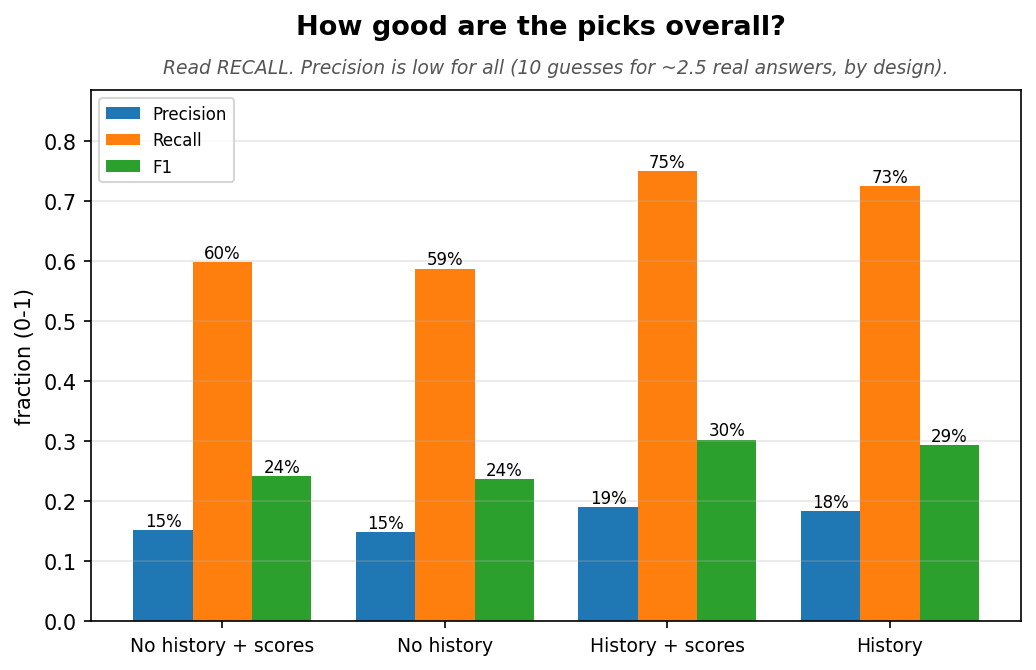 How good are the picks overall?
Read RECALL. Precision is low for all (10 guesses for ~2.5 real answers, by design).
Precision
Recall
F1
fraction (0-1)
0.8
0.7
0.6
0.5
0.4
0.3
0.2
0.1
0.0
15% 60% 24%
15% 59% 24%
19% 75% 30%
18% 73% 29%
No history + scores
No history
History + scores
History